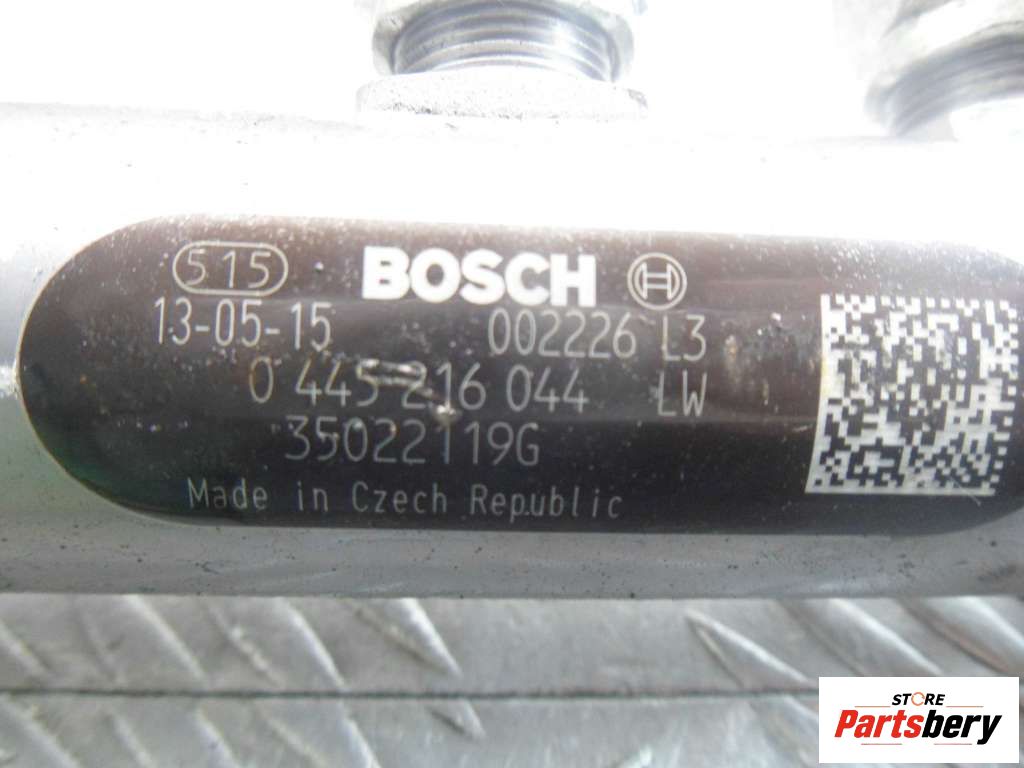 515 BOSCH
13-05-15 002226 L3
0 445 216 044 LW
35022119G
Made in Czech Republic
STORE
Partsbery